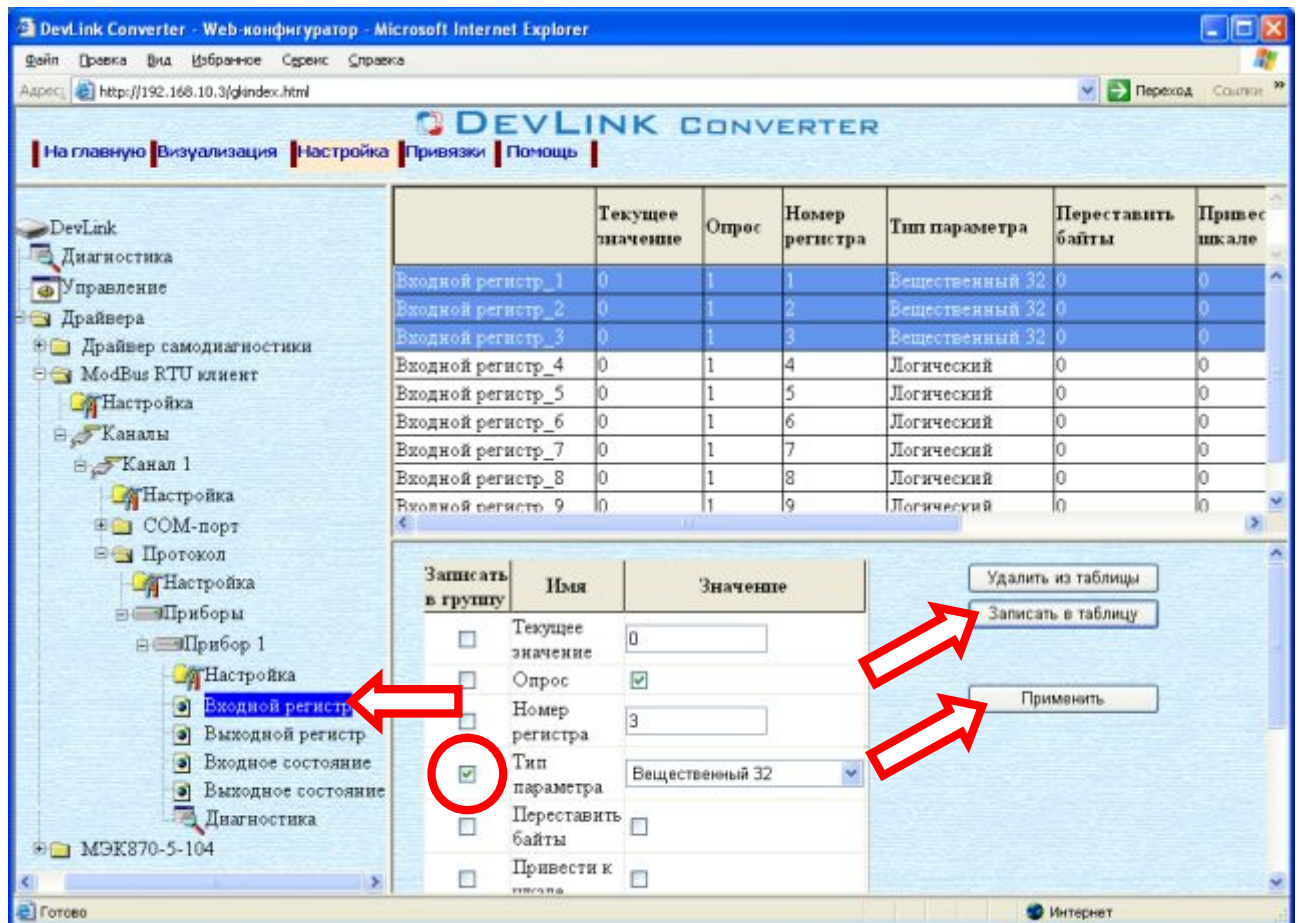 DevLink Converter - Web-конфигуратор - Microsoft Internet Explorer
Файл Правка Вид Избранное Сервис Справка
Адрес: http://192.168.10.3/gkindex.html Переход Ссылки »
DEVLINK CONVERTER
На главную Визуализация Настройка Привязки Помощь
DevLink
Диагностика
Управление
Драйвера
Драйвер самодиагностики
ModBus RTU клиент
Настройка
Каналы
Канал 1
Настройка
COM-порт
Протокол
Настройка
Приборы
Прибор 1
Настройка
Входной регистр
Выходной регистр
Входное состояние
Выходное состояние
Диагностика
МЭК870-5-104
Текущее значение Опрос Номер регистра Тип параметра Переставить байты Привес шкале
Входной регистр_1 0 1 1 Вещественный 32 0 0
Входной регистр_2 0 1 2 Вещественный 32 0 0
Входной регистр_3 0 1 3 Вещественный 32 0 0
Входной регистр_4 0 1 4 Логический 0 0
Входной регистр_5 0 1 5 Логический 0 0
Входной регистр_6 0 1 6 Логический 0 0
Входной регистр_7 0 1 7 Логический 0 0
Входной регистр_8 0 1 8 Логический 0 0
Входной регистр_9 0 1 9 Логический 0 0
Записать в группу Имя Значение
Текущее значение 0
Опрос
Номер регистра 3
Тип параметра Вещественный 32
Переставить байты
Привести к шкале
Удалить из таблицы
Записать в таблицу
Применить
Готово Интернет